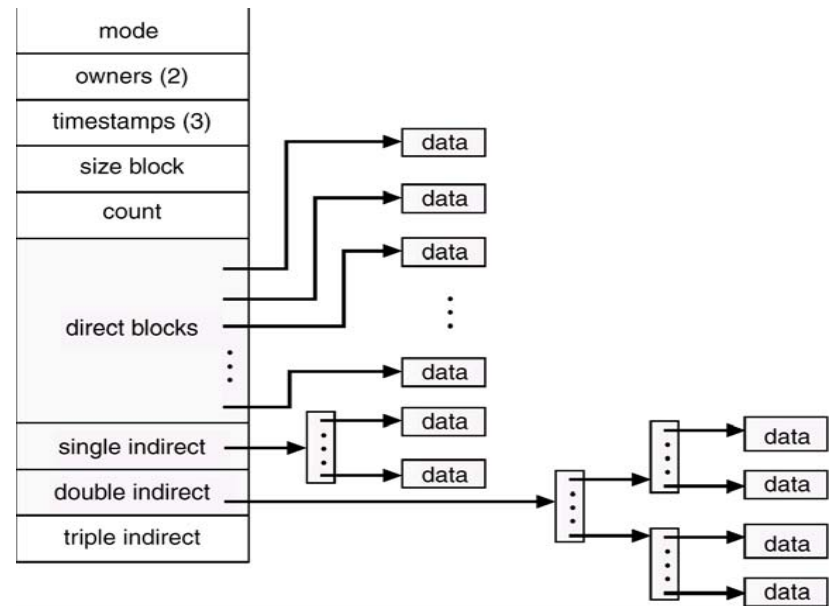 mode
owners (2)
timestamps (3)
size block
count
direct blocks
single indirect
double indirect
triple indirect
data
data
data
data
data
data
data
data
data
data